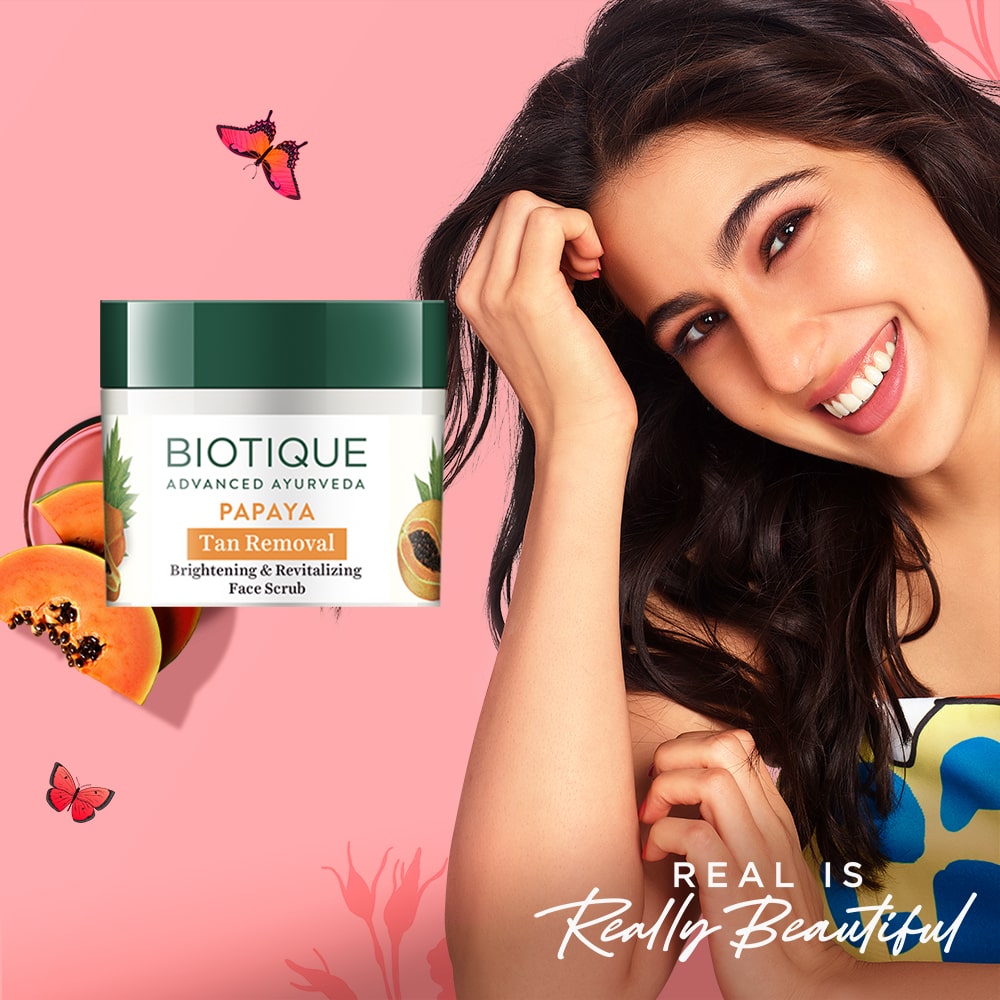 BIOTIQUE
ADVANCED AYURVEDA
PAPAYA
Tan Removal
Brightening & Revitalizing
Face Scrub
REAL IS
Really Beautiful